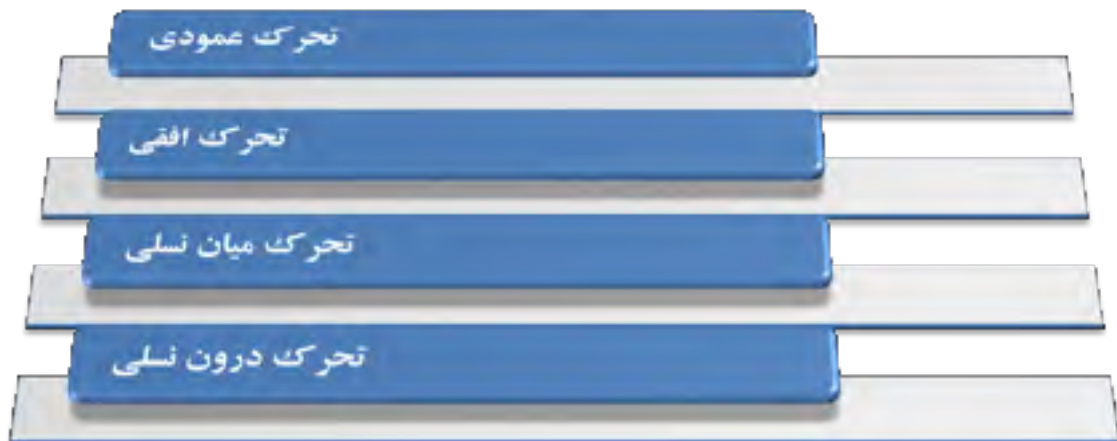 تحرک عمودی
تحرک افقی
تحرک میان نسلی
تحرک درون نسلی